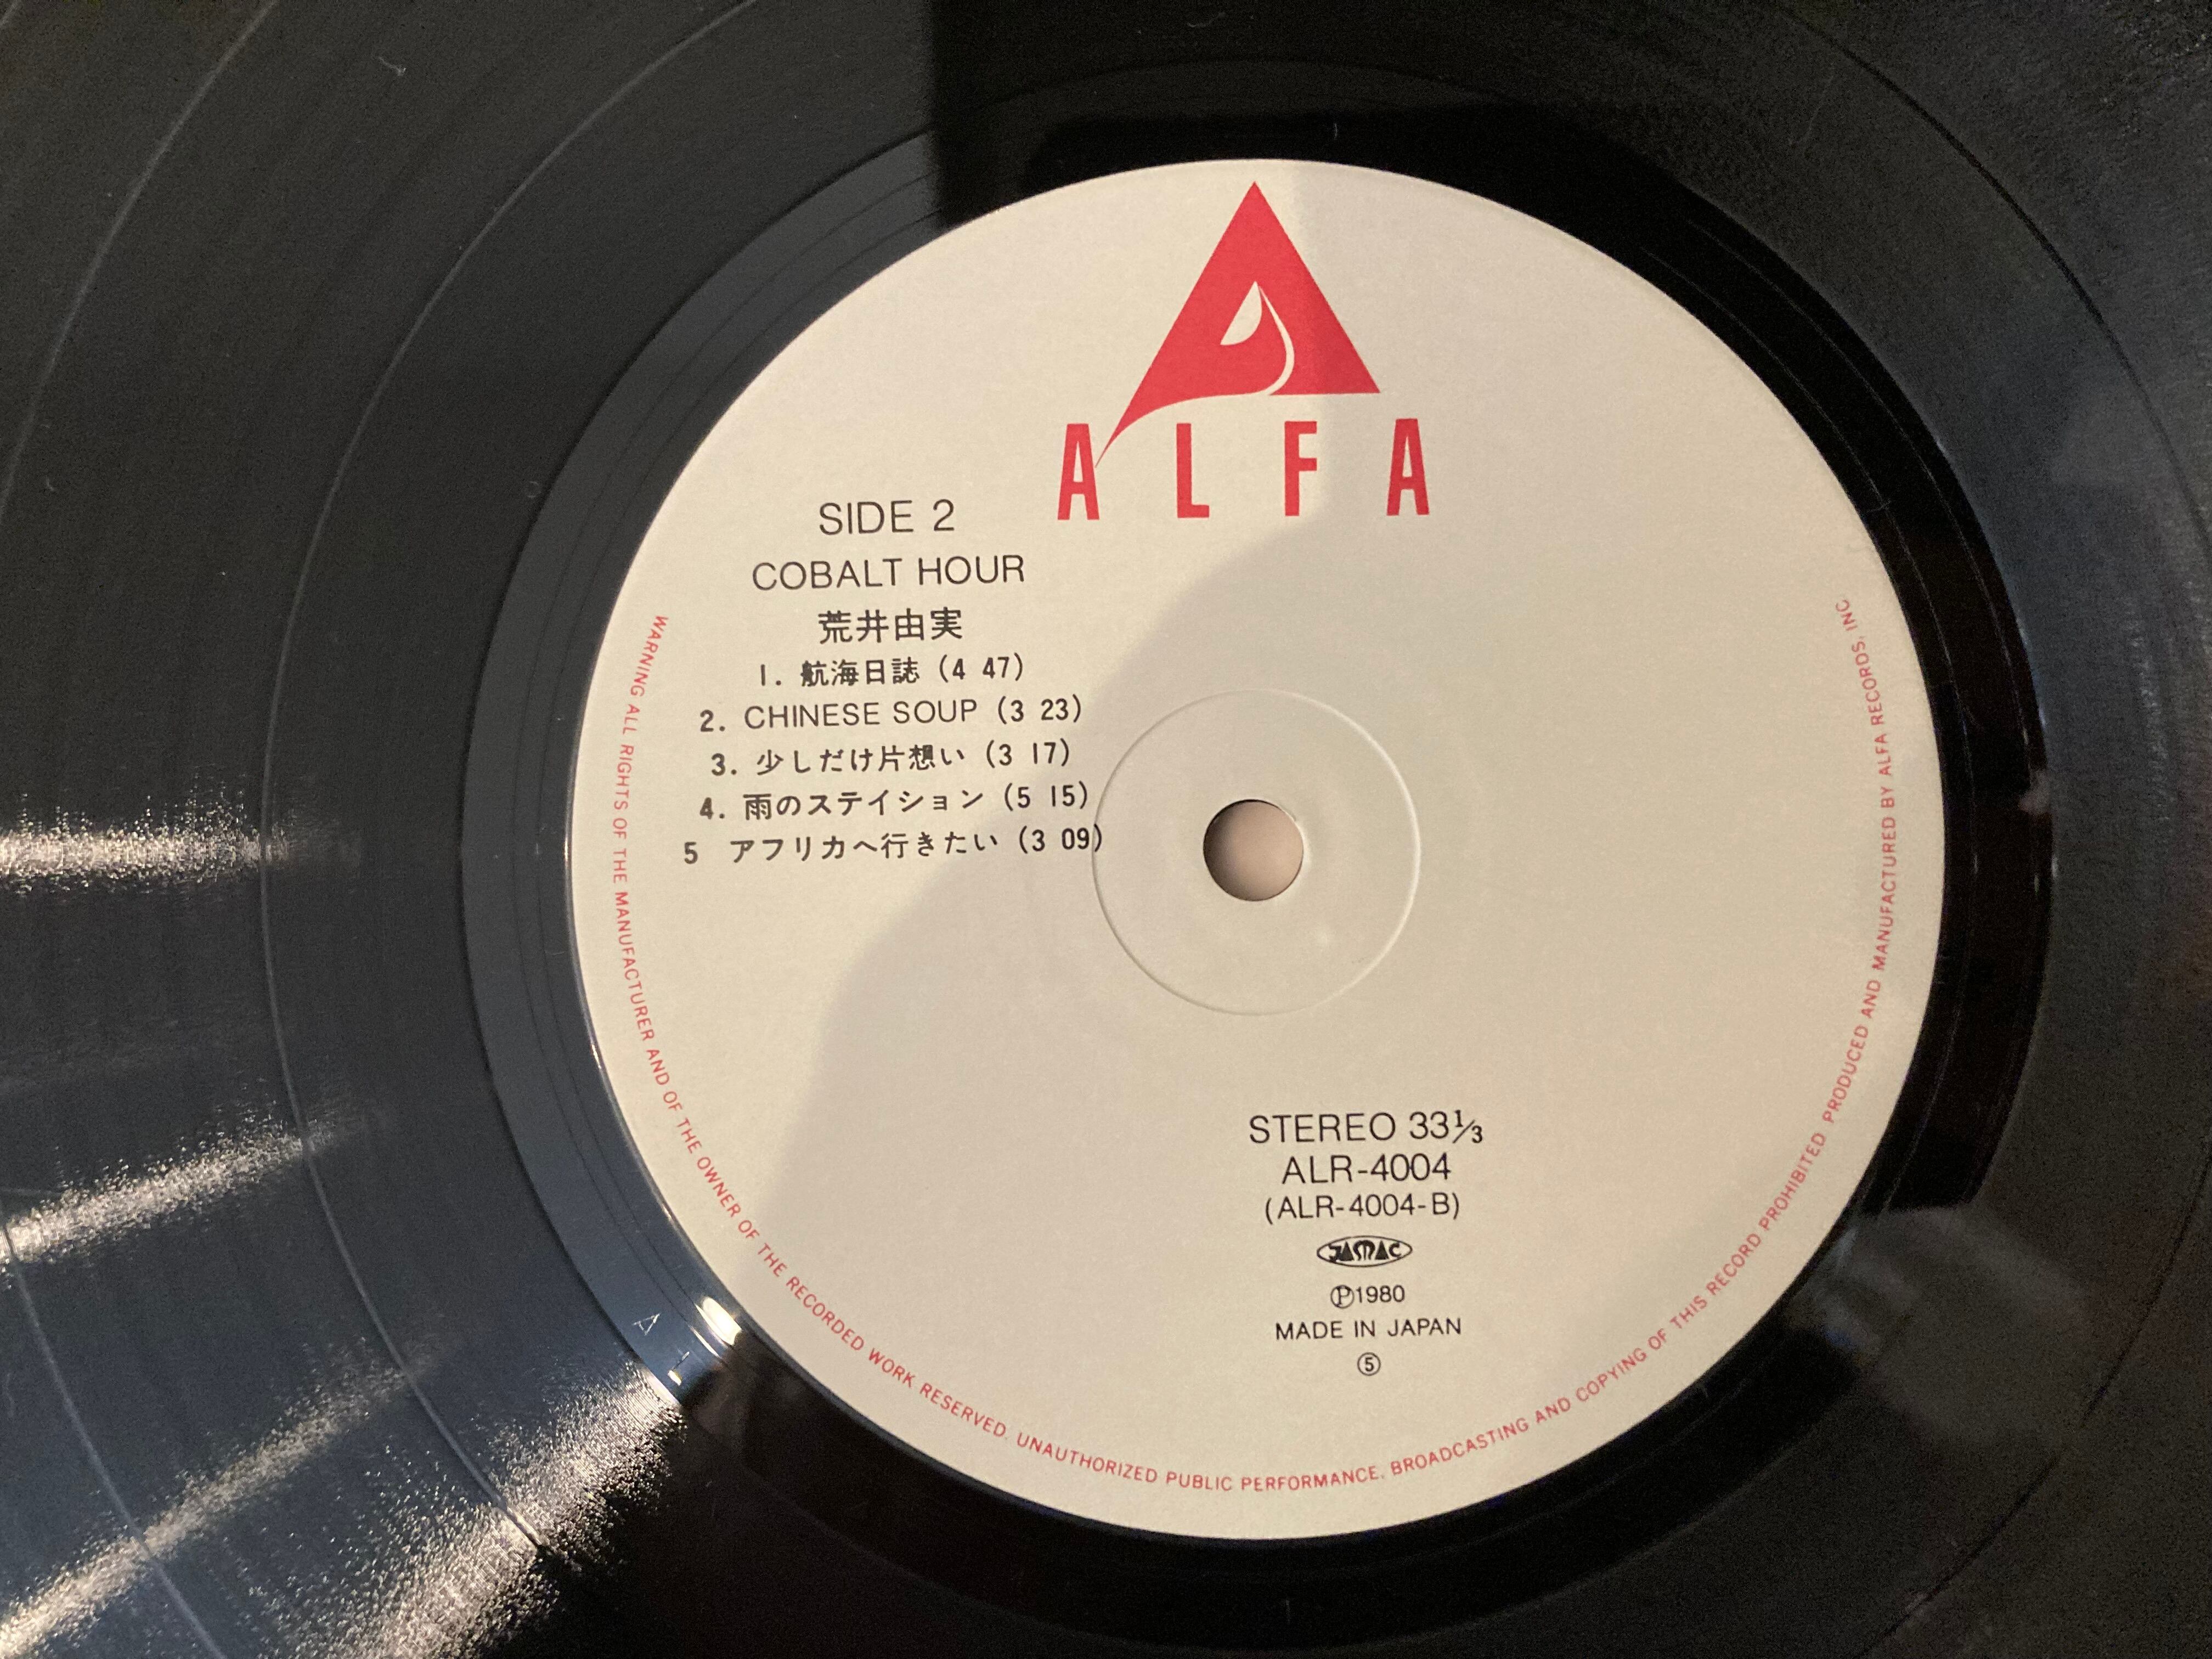 ALFA
SIDE 2
COBALT HOUR
荒井由実
1. 航海日誌 (4 47)
2. CHINESE SOUP (3 23)
3. 少しだけ片想い (3 17)
4. 雨のステイション (5 15)
5 アフリカへ行きたい (3 09)
STEREO 33⅓
ALR-4004
(ALR-4004-B)
JASRAC
Ⓟ1980
MADE IN JAPAN
⑤
WARNING ALL RIGHTS OF THE MANUFACTURER AND OF THE OWNER OF THE RECORDED WORK RESERVED. UNAUTHORIZED PUBLIC PERFORMANCE, BROADCASTING AND COPYING OF THIS RECORD PROHIBITED PRODUCED AND MANUFACTURED BY ALFA RECORDS, INC